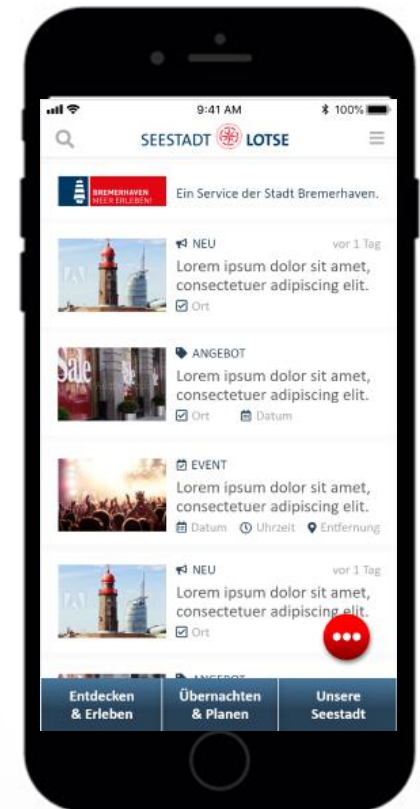 9:41 AM
100%
SEESTADT LOTSE
BREMERHAVEN
MEER ERLEBEN!
Ein Service der Stadt Bremerhaven.
NEU
vor 1 Tag
Lorem ipsum dolor sit amet,
consectetuer adipiscing elit.
Ort
Sale
ANGEBOT
Lorem ipsum dolor sit amet,
consectetuer adipiscing elit.
Ort Datum
EVENT
Lorem ipsum dolor sit amet,
consectetuer adipiscing elit.
Datum Uhrzeit Entfernung
NEU
vor 1 Tag
Lorem ipsum dolor sit amet,
consectetuer adipiscing elit.
Ort
ANGEBOT
Entdecken
& Erleben
Übernachten
& Planen
Unsere
Seestadt